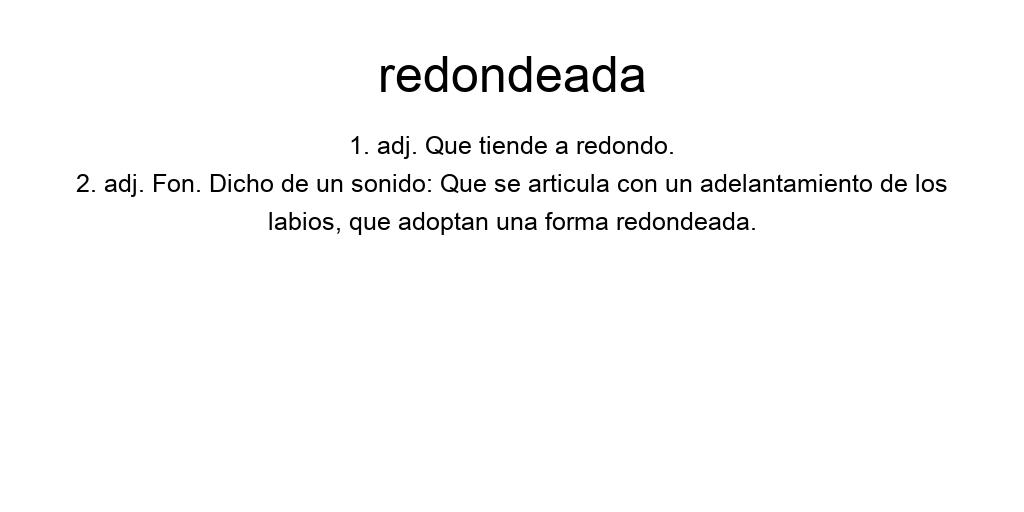 redondeada
1. adj. Que tiende a redondo.
2. adj. Fon. Dicho de un sonido: Que se articula con un adelantamiento de los
labios, que adoptan una forma redondeada.